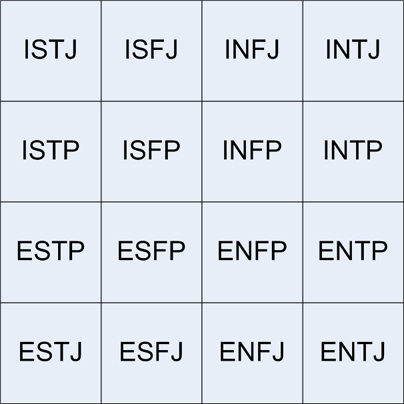 ISTJ ISFJ INFJ INTJ
ISTP ISFP INFP INTP
ESTP ESFP ENFP ENTP
ESTJ ESFJ ENFJ ENTJ